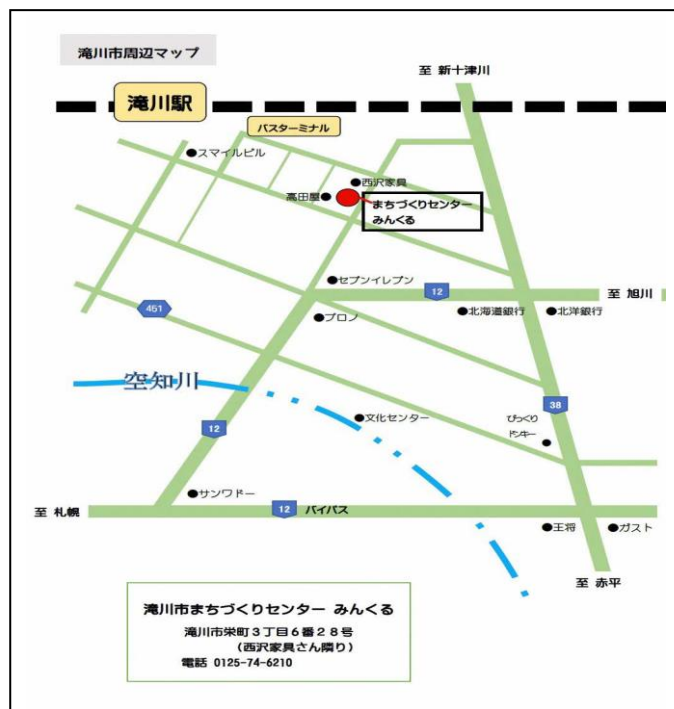 滝川市周辺マップ
至 新十津川
滝川駅
バスターミナル
●スマイルビル
●西沢家具
高田屋●
まちづくりセンター
みんくる
●セブンイレブン
12
至 旭川
461
●プロノ
●北海道銀行
●北洋銀行
空知川
38
12
●文化センター
びっくり
ドンキー
●サンワドー
至 札幌
12
バイパス
●王将
●ガスト
至 赤平
滝川市まちづくりセンター みんくる
滝川市栄町3丁目6番28号
(西沢家具さん隣り)
電話 0125-74-6210